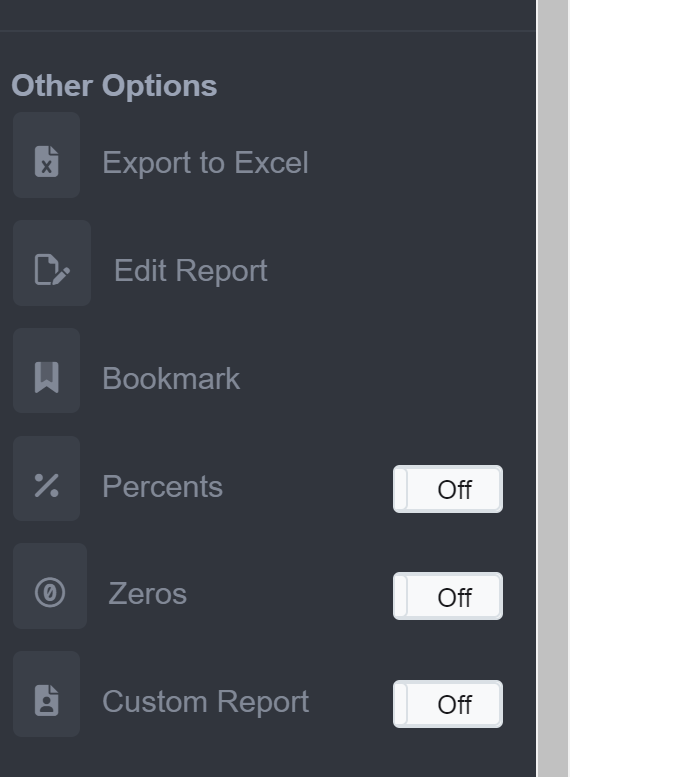 Other Options
Export to Excel
Edit Report
Bookmark
Percents Off
Zeros Off
Custom Report Off